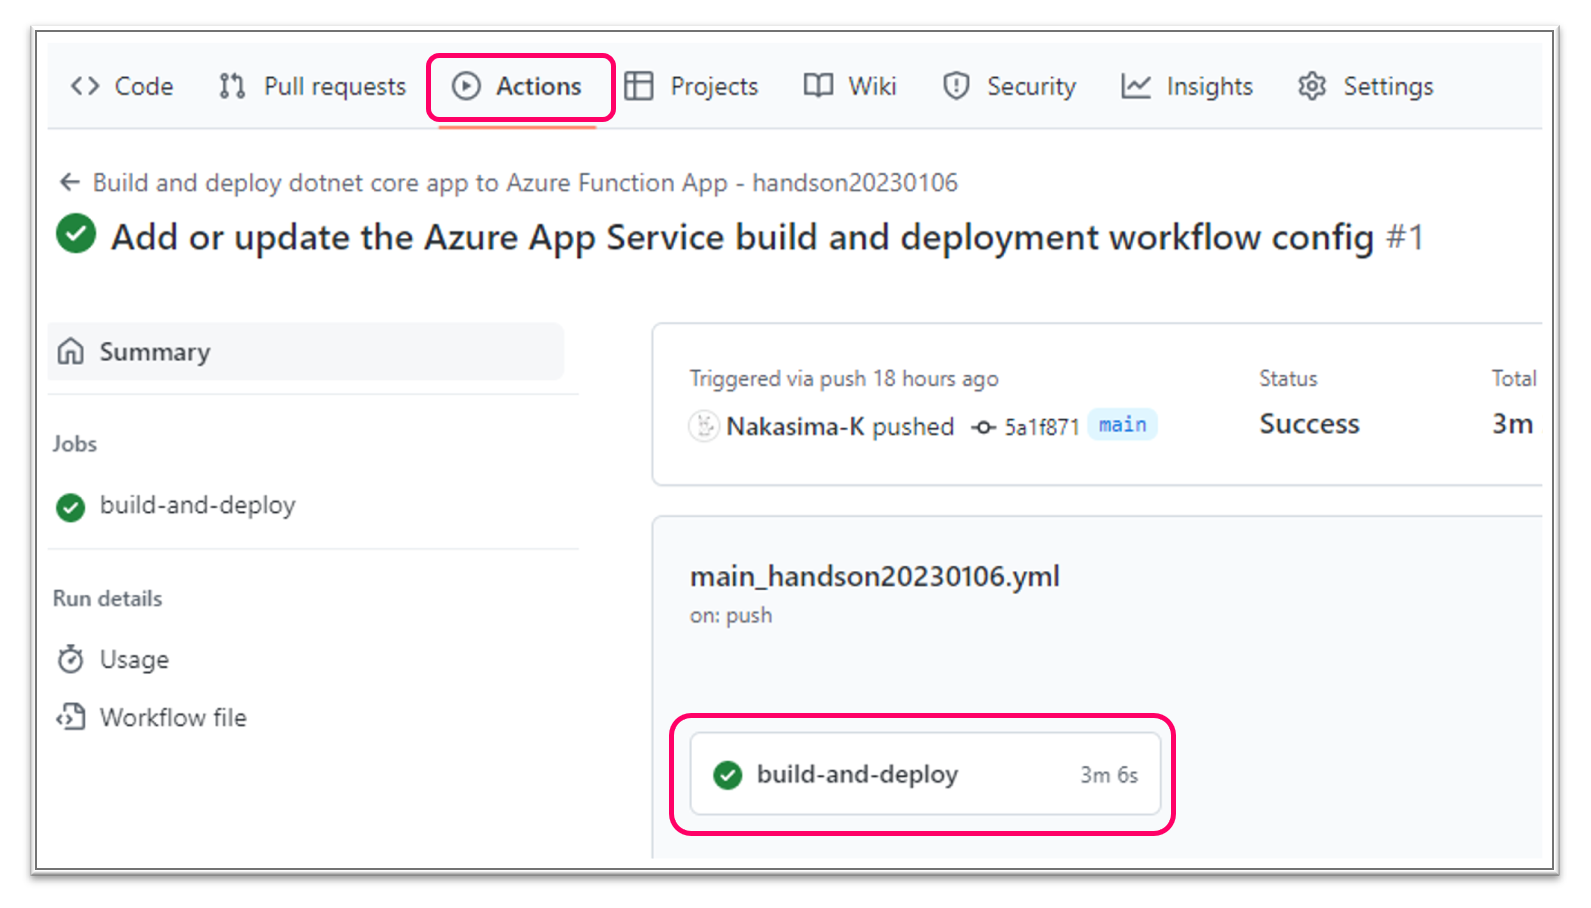 Code Pull requests Actions Projects Wiki Security Insights Settings
Build and deploy dotnet core app to Azure Function App - handson20230106
Add or update the Azure App Service build and deployment workflow config #1
Summary
Jobs
build-and-deploy
Run details
Usage
Workflow file
Triggered via push 18 hours ago
Nakasima-K pushed 5a1f871 main
Status
Success
Total
3m
main_handson20230106.yml
on: push
build-and-deploy 3m 6s